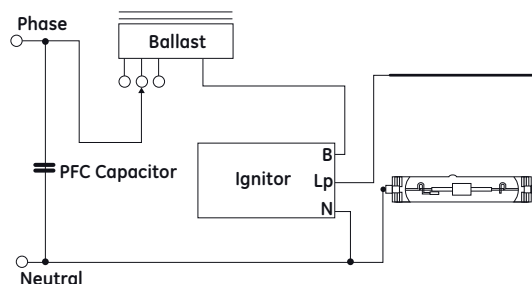 Phase
Ballast
B
PFC Capacitor
Ignitor
Lp
N
Neutral